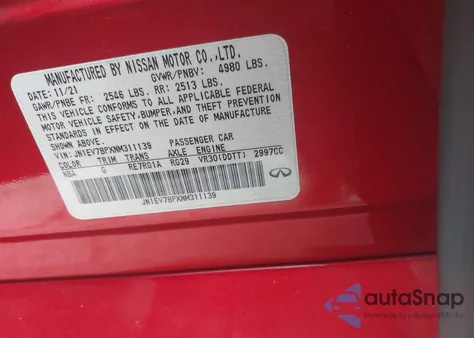 MANUFACTURED BY NISSAN MOTOR CO.,LTD.
DATE: 11/21 GVWR/PNBV: 4980 LBS.
GAWR/PNBE FR: 2546 LBS. RR: 2513 LBS.
THIS VEHICLE CONFORMS TO ALL APPLICABLE FEDERAL
MOTOR VEHICLE SAFETY,BUMPER,AND THEFT PREVENTION
STANDARDS IN EFFECT ON THE DATE OF MANUFACTURE
SHOWN ABOVE.
VIN:JN1EV7BPXNM311139 PASSENGER CAR
COLOR TRIM TRANS AXLE ENGINE
NBA G RE7R01A RG29 VR30(DDTT) 2997CC
JN1EV7BPXNM311139
autoSnap